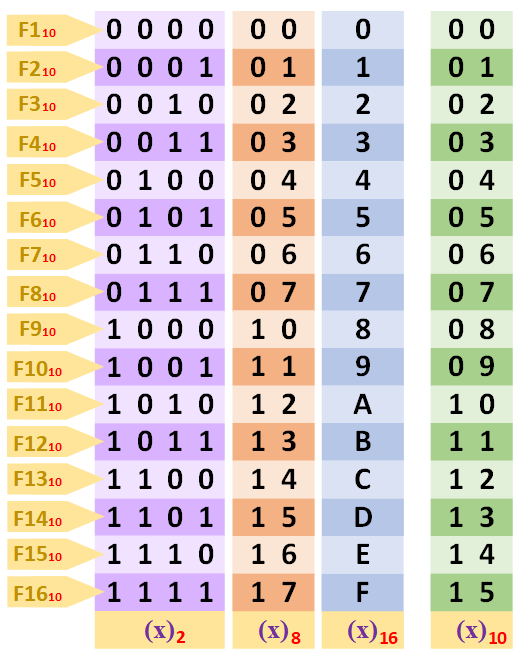 F1₁₀ 0 0 0 0 0 0 0 0 0
F2₁₀ 0 0 0 1 0 1 1 0 1
F3₁₀ 0 0 1 0 0 2 2 0 2
F4₁₀ 0 0 1 1 0 3 3 0 3
F5₁₀ 0 1 0 0 0 4 4 0 4
F6₁₀ 0 1 0 1 0 5 5 0 5
F7₁₀ 0 1 1 0 0 6 6 0 6
F8₁₀ 0 1 1 1 0 7 7 0 7
F9₁₀ 1 0 0 0 1 0 8 0 8
F10₁₀ 1 0 0 1 1 1 9 0 9
F11₁₀ 1 0 1 0 1 2 A 1 0
F12₁₀ 1 0 1 1 1 3 B 1 1
F13₁₀ 1 1 0 0 1 4 C 1 2
F14₁₀ 1 1 0 1 1 5 D 1 3
F15₁₀ 1 1 1 0 1 6 E 1 4
F16₁₀ 1 1 1 1 1 7 F 1 5
(x)₂ (x)₈ (x)₁₆ (x)₁₀